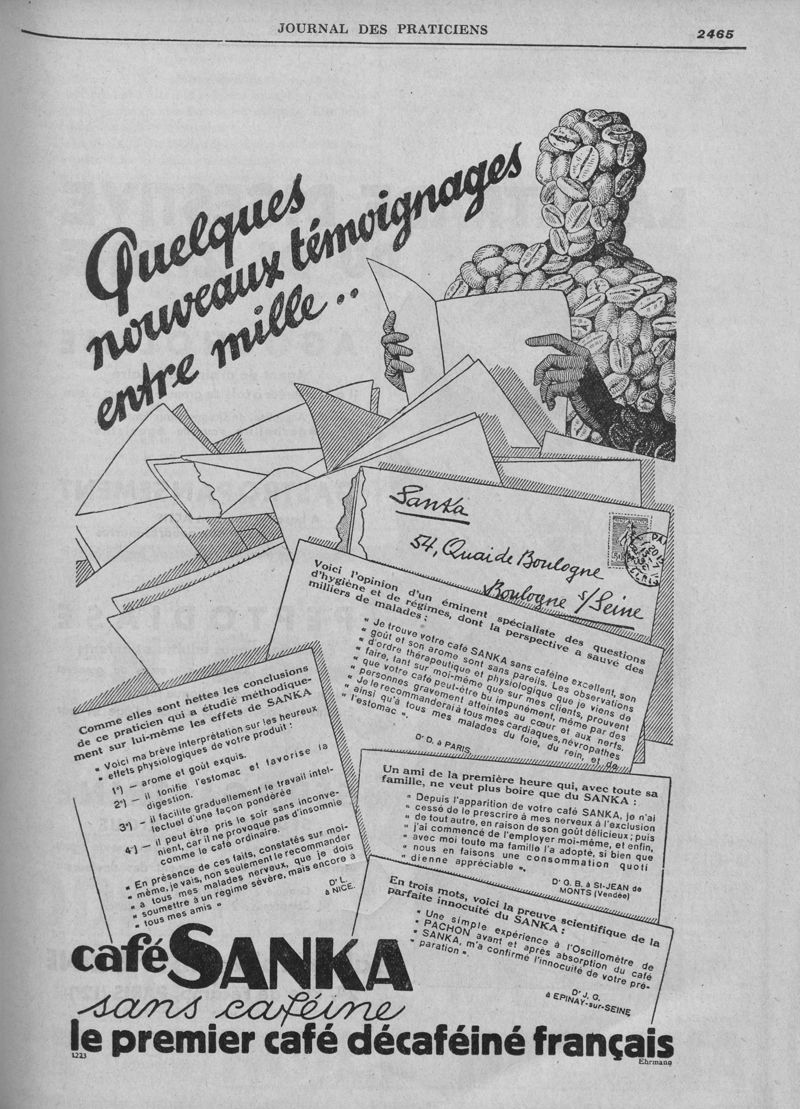 JOURNAL DES PRATICIENS
2465
Quelques
nouveaux témoignages
entre mille..
Sanka
54, Quai de Boulogne
Boulogne s/Seine
Voici l'opinion d'un éminent spécialiste des questions
d'hygiène et de régimes, dont la perspective a sauvé des
milliers de malades :
" Je trouve votre café SANKA sans caféine excellent, son
" goût et son arome sont sans pareils. Les observations
" d'ordre thérapeutique et physiologique que je viens de
" faire, tant sur moi-même que sur mes clients, prouvent
" que votre café peut-être bu impunément, même par des
" personnes gravement atteintes au cœur et aux nerfs.
" Je le recommanderai à tous mes cardiaques, névropathes
" ainsi qu'à tous mes malades du foie, du rein, et de
" l'estomac ".
Dr D. à PARIS.
Comme elles sont nettes les conclusions
de ce praticien qui a étudié méthodique-
ment sur lui-même les effets de SANKA
" Voici ma brève interprétation sur les heureux
" effets physiologiques de votre produit :
1°) — arome et goût exquis.
2°) — il tonifie l'estomac et favorise la
digestion.
3°) — il facilite graduellement le travail intel-
lectuel d'une façon pondérée
4°) — il peut être pris le soir sans inconvé-
nient, car il ne provoque pas d'insomnie
comme le café ordinaire.
" En présence de ces faits, constatés sur moi-
" même, je vais, non seulement le recommander
" à tous mes malades nerveux, que je dois
" soumettre à un régime sévère, mais encore à
" tous mes amis "
Dr L.
à NICE.
Un ami de la première heure qui, avec toute sa
famille, ne veut plus boire que du SANKA :
" Depuis l'apparition de votre café SANKA, je n'ai
" cessé de le prescrire à mes nerveux à l'exclusion
" de tout autre, en raison de son goût délicieux ; puis
" j'ai commencé de l'employer moi-même, et enfin,
" avec moi toute ma famille l'a adopté, si bien que
" nous en faisons une consommation quoti
" dienne appréciable ".
Dr G. B. à St-JEAN de
MONTS (Vendée)
En trois mots, voici la preuve scientifique de la
parfaite innocuité du SANKA :
" Une simple expérience à l'Oscillomètre de
" PACHON avant et après absorption du café
" SANKA, m'a confirmé l'innocuité de votre pré-
" paration ".
Dr J. G.
à EPINAY-sur-SEINE
café SANKA
sans caféine
le premier café décaféiné français
1223
Ehrmann